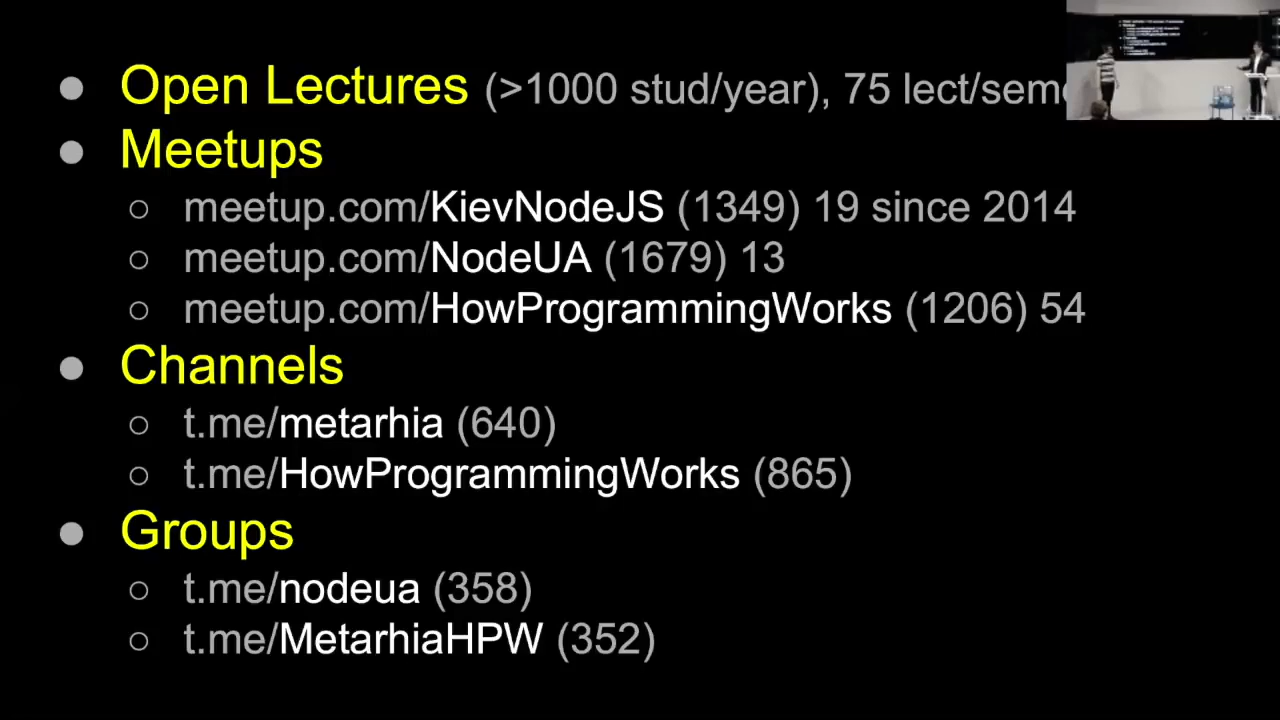 ● Open Lectures (>1000 stud/year), 75 lect/seme
● Meetups
○ meetup.com/KievNodeJS (1349) 19 since 2014
○ meetup.com/NodeUA (1679) 13
○ meetup.com/HowProgrammingWorks (1206) 54
● Channels
○ t.me/metarhia (640)
○ t.me/HowProgrammingWorks (865)
● Groups
○ t.me/nodeua (358)
○ t.me/MetarhiaHPW (352)